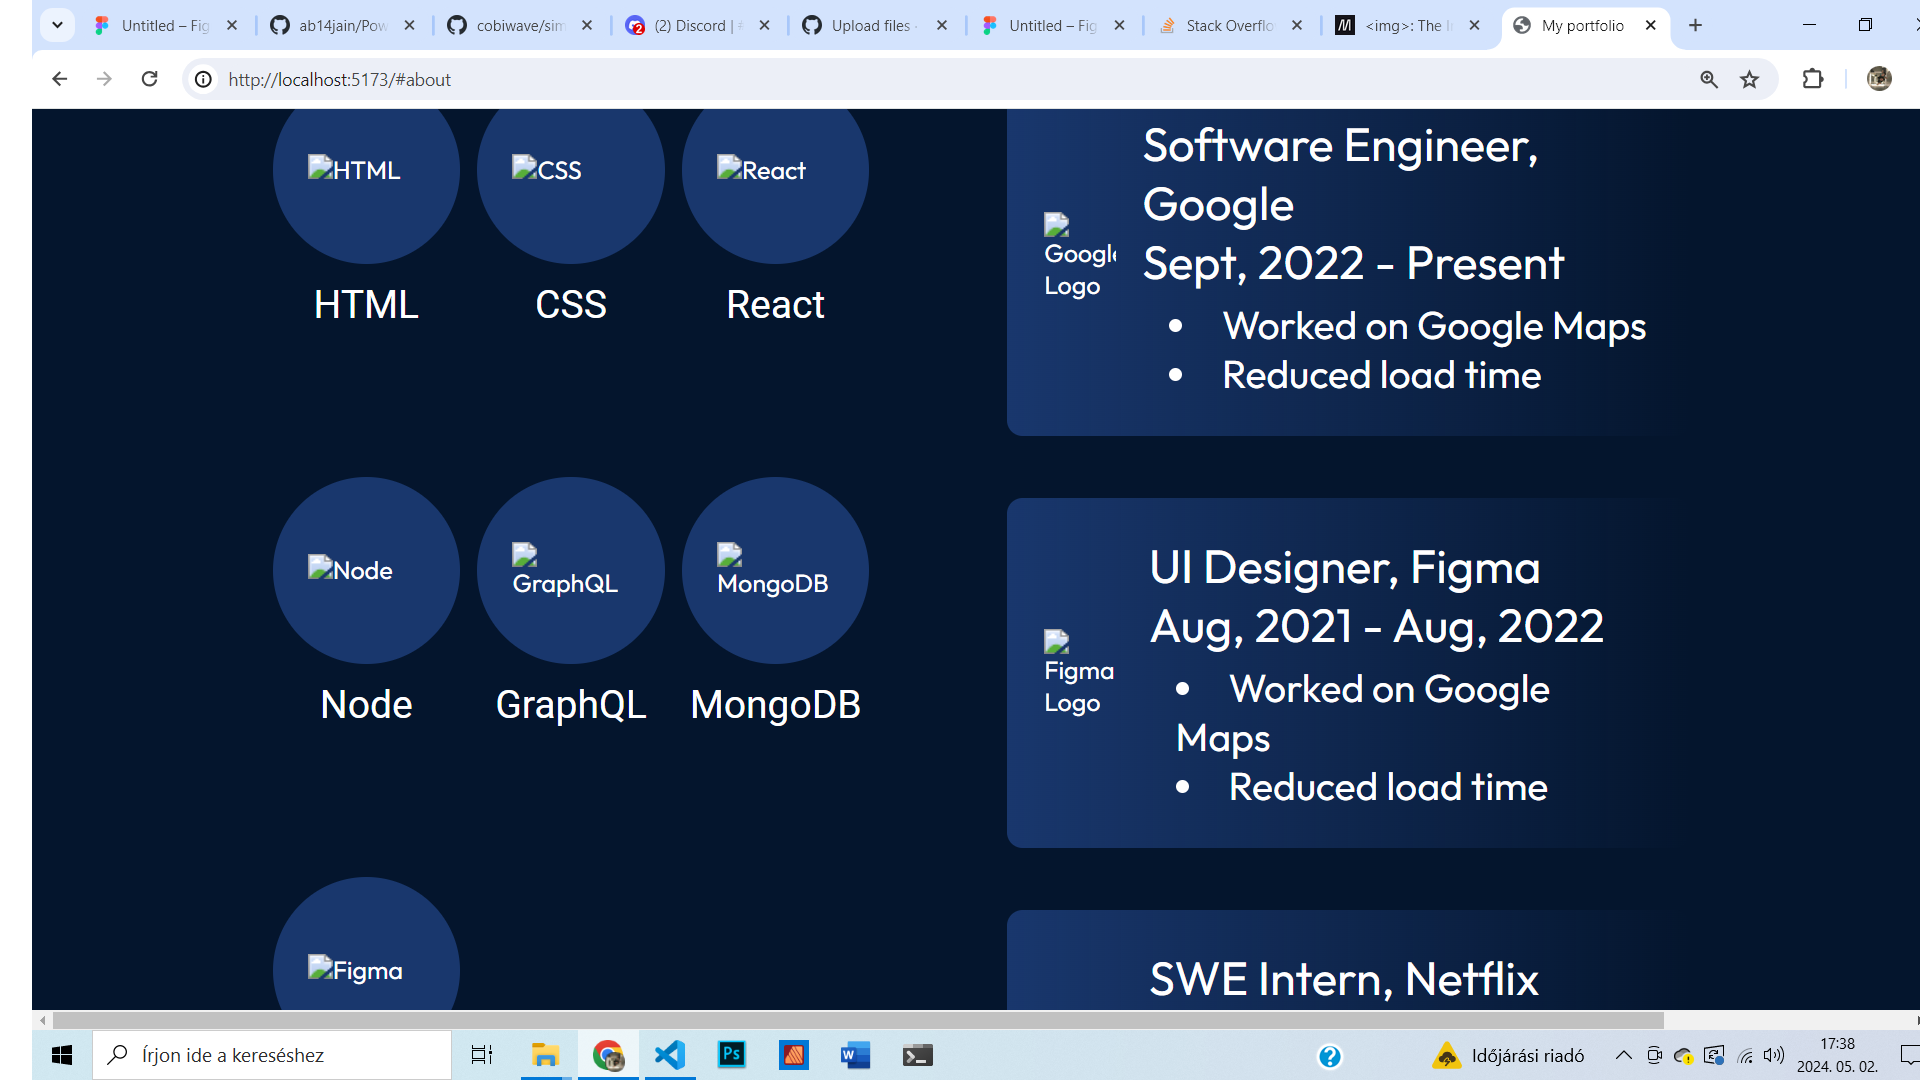 Untitled – Fig
ab14jain/Pow
cobiwave/sim
(2) Discord | #
Upload files ·
Untitled – Fig
Stack Overflo
<img>: The I
My portfolio
http://localhost:5173/#about
HTML
CSS
React
HTML
CSS
React
Software Engineer,
Google
Sept, 2022 - Present
Google
Logo
Worked on Google Maps
Reduced load time
Node
GraphQL
MongoDB
Node
GraphQL
MongoDB
UI Designer, Figma
Aug, 2021 - Aug, 2022
Figma
Logo
Worked on Google
Maps
Reduced load time
Figma
SWE Intern, Netflix
Írjon ide a kereséshez
Ps
W
Időjárási riadó
17:38
2024. 05. 02.